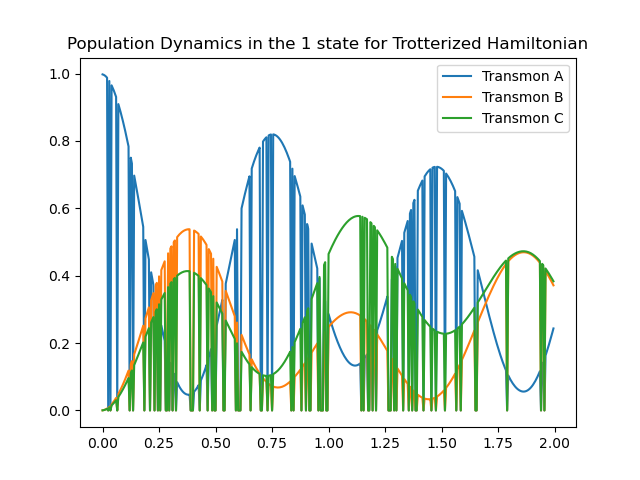 Population Dynamics in the 1 state for Trotterized Hamiltonian
Transmon A
Transmon B
Transmon C
1.0
0.8
0.6
0.4
0.2
0.0
0.00 0.25 0.50 0.75 1.00 1.25 1.50 1.75 2.00